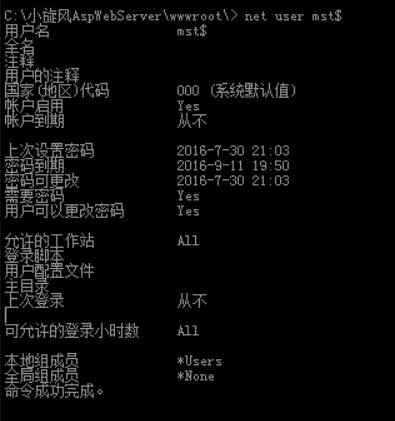 C:\小旋风AspWebServer\wwwroot\> net user mst$
用户名 mst$
全名
注释
用户的注释
国家(地区)代码 000 (系统默认值)
帐户启用 Yes
帐户到期 从不
上次设置密码 2016-7-30 21:03
密码到期 2016-9-11 19:50
密码可更改 2016-7-30 21:03
需要密码 Yes
用户可以更改密码 Yes
允许的工作站 All
登录脚本
用户配置文件
主目录
上次登录 从不
可允许的登录小时数 All
本地组成员 *Users
全局组成员 *None
命令成功完成。